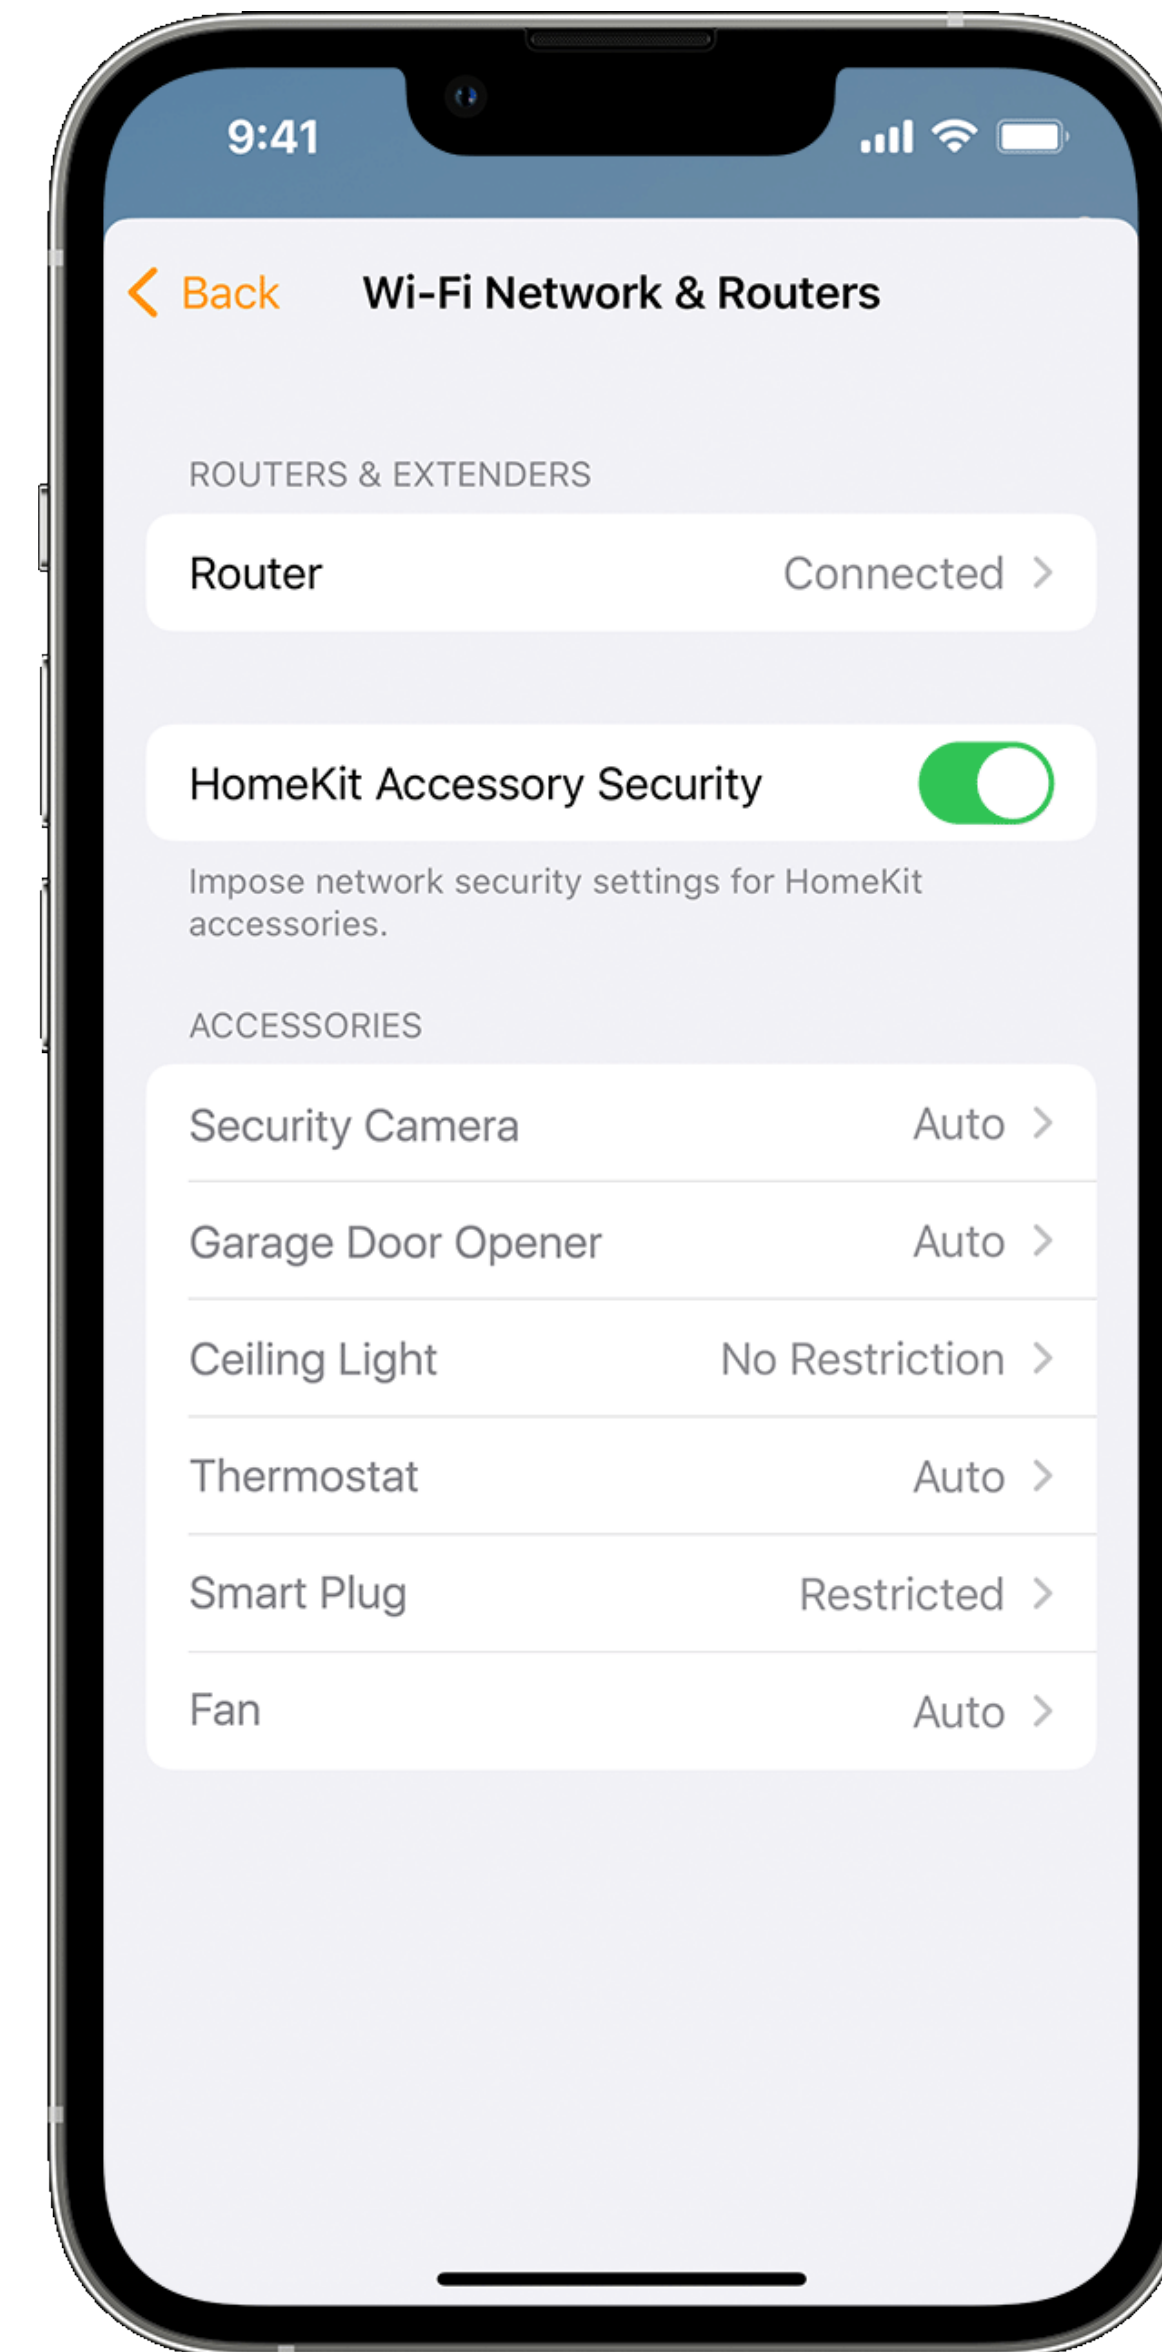 9:41
Back
Wi-Fi Network & Routers
ROUTERS & EXTENDERS
Router Connected
HomeKit Accessory Security
Impose network security settings for HomeKit
accessories.
ACCESSORIES
Security Camera Auto
Garage Door Opener Auto
Ceiling Light No Restriction
Thermostat Auto
Smart Plug Restricted
Fan Auto